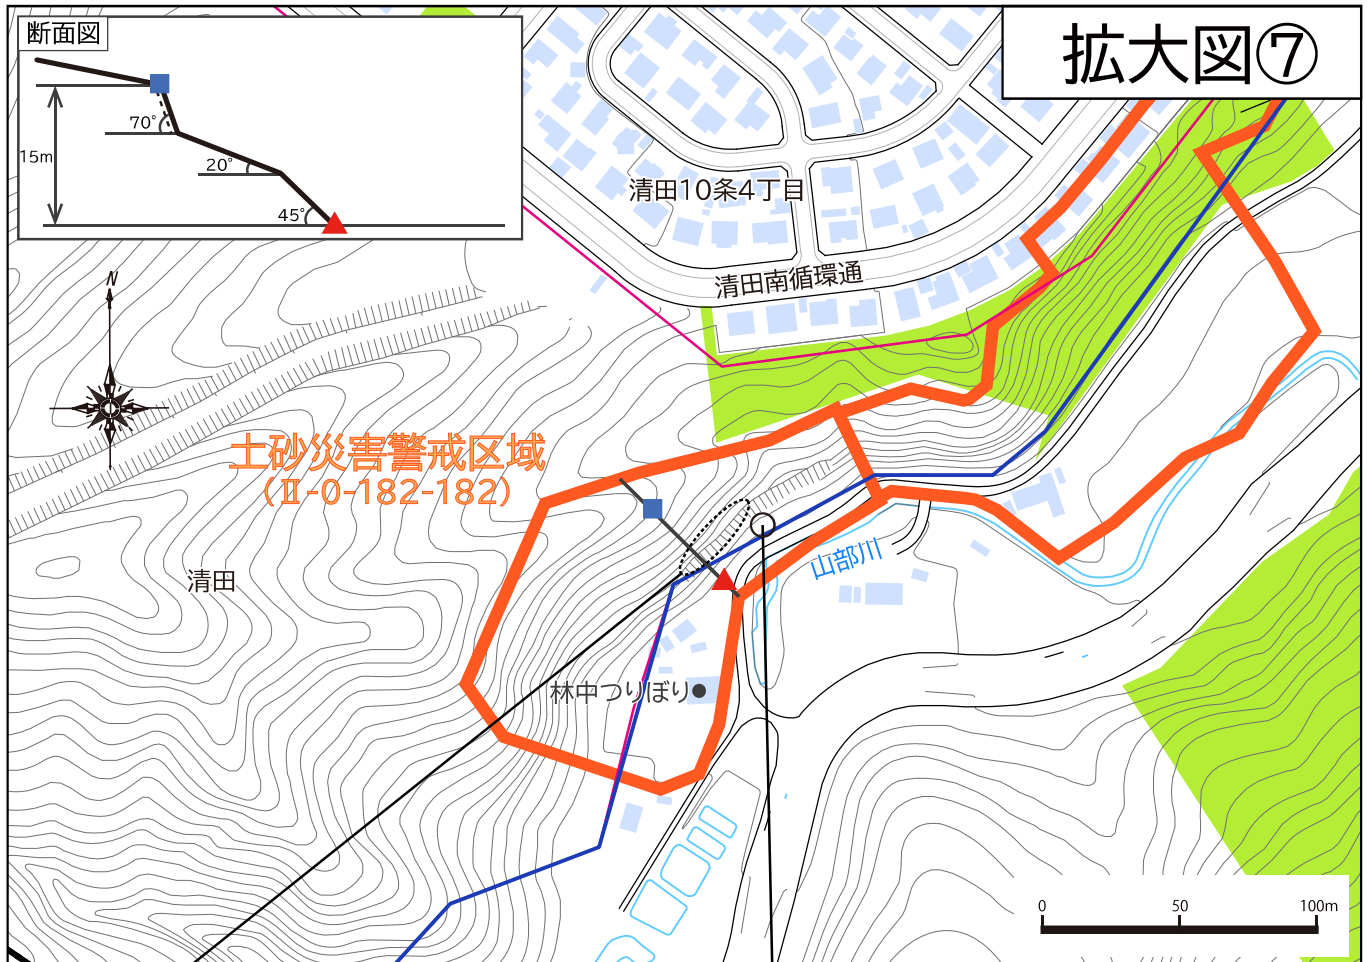 断面図
拡大図⑦
70°
15m
20°
45°
清田10条4丁目
清田南循環通
N
土砂災害警戒区域
(Ⅱ-0-182-182)
山部川
清田
林中つりぼり
0 50 100m